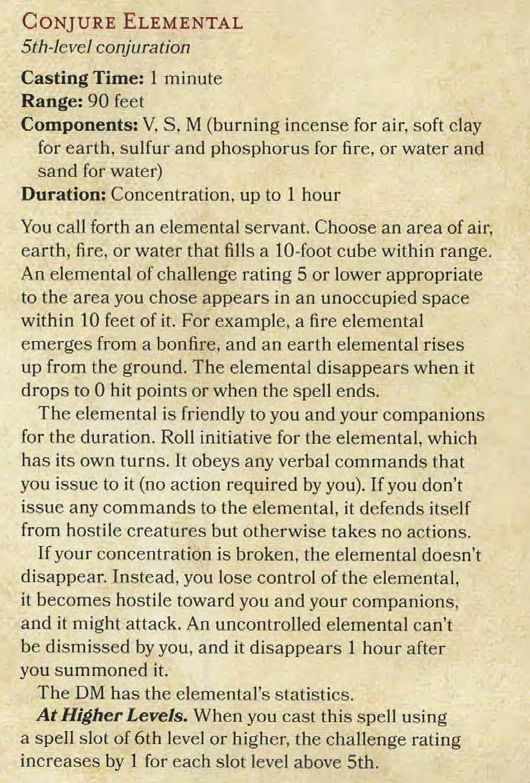 CONJURE ELEMENTAL
5th-level conjuration
Casting Time: 1 minute
Range: 90 feet
Components: V, S, M (burning incense for air, soft clay
for earth, sulfur and phosphorus for fire, or water and
sand for water)
Duration: Concentration, up to 1 hour
You call forth an elemental servant. Choose an area of air,
earth, fire, or water that fills a 10-foot cube within range.
An elemental of challenge rating 5 or lower appropriate
to the area you chose appears in an unoccupied space
within 10 feet of it. For example, a fire elemental
emerges from a bonfire, and an earth elemental rises
up from the ground. The elemental disappears when it
drops to 0 hit points or when the spell ends.
The elemental is friendly to you and your companions
for the duration. Roll initiative for the elemental, which
has its own turns. It obeys any verbal commands that
you issue to it (no action required by you). If you don't
issue any commands to the elemental, it defends itself
from hostile creatures but otherwise takes no actions.
If your concentration is broken, the elemental doesn't
disappear. Instead, you lose control of the elemental,
it becomes hostile toward you and your companions,
and it might attack. An uncontrolled elemental can't
be dismissed by you, and it disappears 1 hour after
you summoned it.
The DM has the elemental's statistics.
At Higher Levels. When you cast this spell using
a spell slot of 6th level or higher, the challenge rating
increases by 1 for each slot level above 5th.